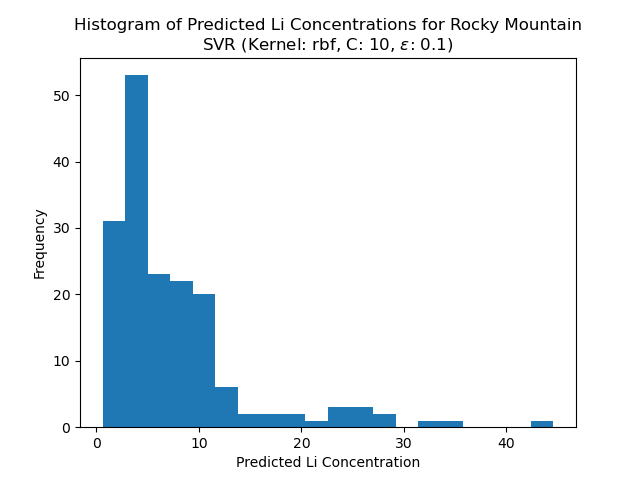 Histogram of Predicted Li Concentrations for Rocky Mountain
SVR (Kernel: rbf, C: 10, ε: 0.1)
50
40
30
20
10
0
Frequency
0 10 20 30 40
Predicted Li Concentration